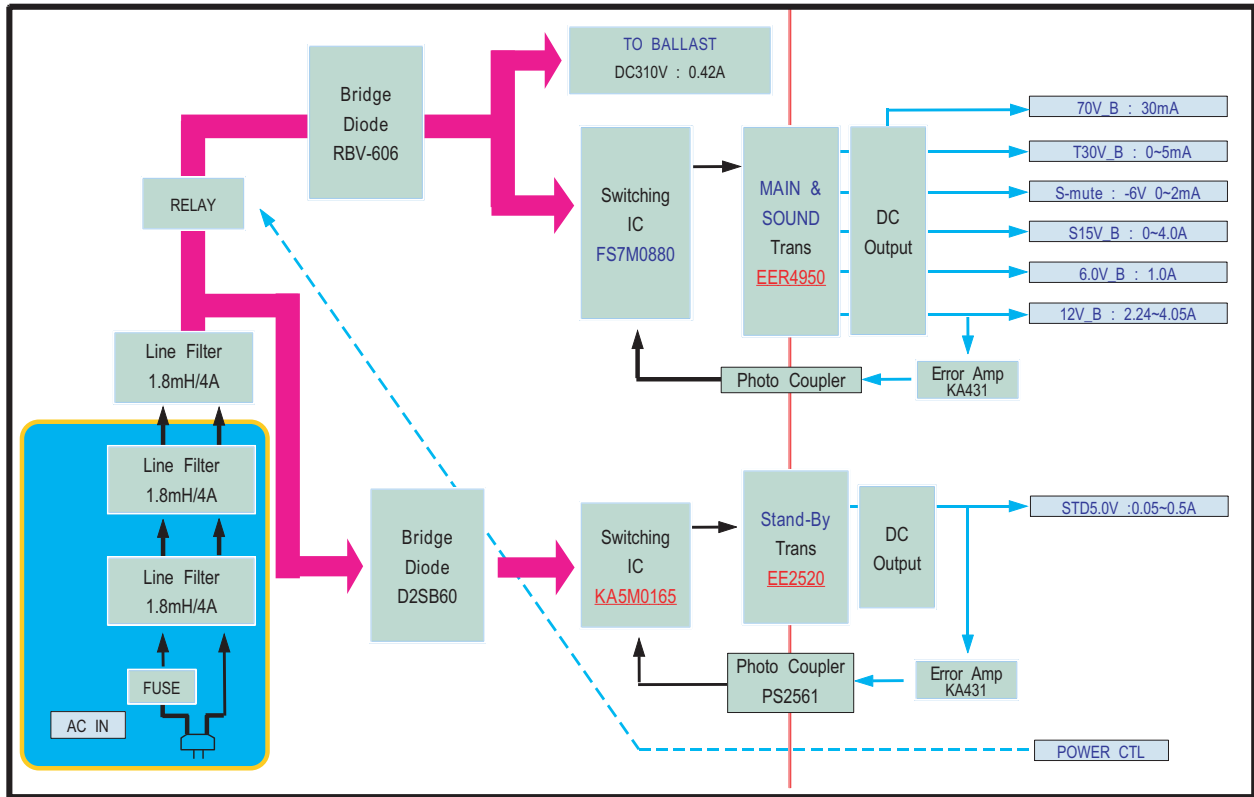 TO BALLAST
DC310V : 0.42A
Bridge
Diode
RBV-606
RELAY
Switching
IC
FS7M0880
MAIN &
SOUND
Trans
EER4950
DC
Output
70V_B : 30mA
T30V_B : 0~5mA
S-mute : -6V 0~2mA
S15V_B : 0~4.0A
6.0V_B : 1.0A
12V_B : 2.24~4.05A
Photo Coupler
Error Amp
KA431
Line Filter
1.8mH/4A
Line Filter
1.8mH/4A
Line Filter
1.8mH/4A
FUSE
AC IN
Bridge
Diode
D2SB60
Switching
IC
KA5M0165
Stand-By
Trans
EE2520
DC
Output
STD5.0V :0.05~0.5A
Photo Coupler
PS2561
Error Amp
KA431
POWER CTL